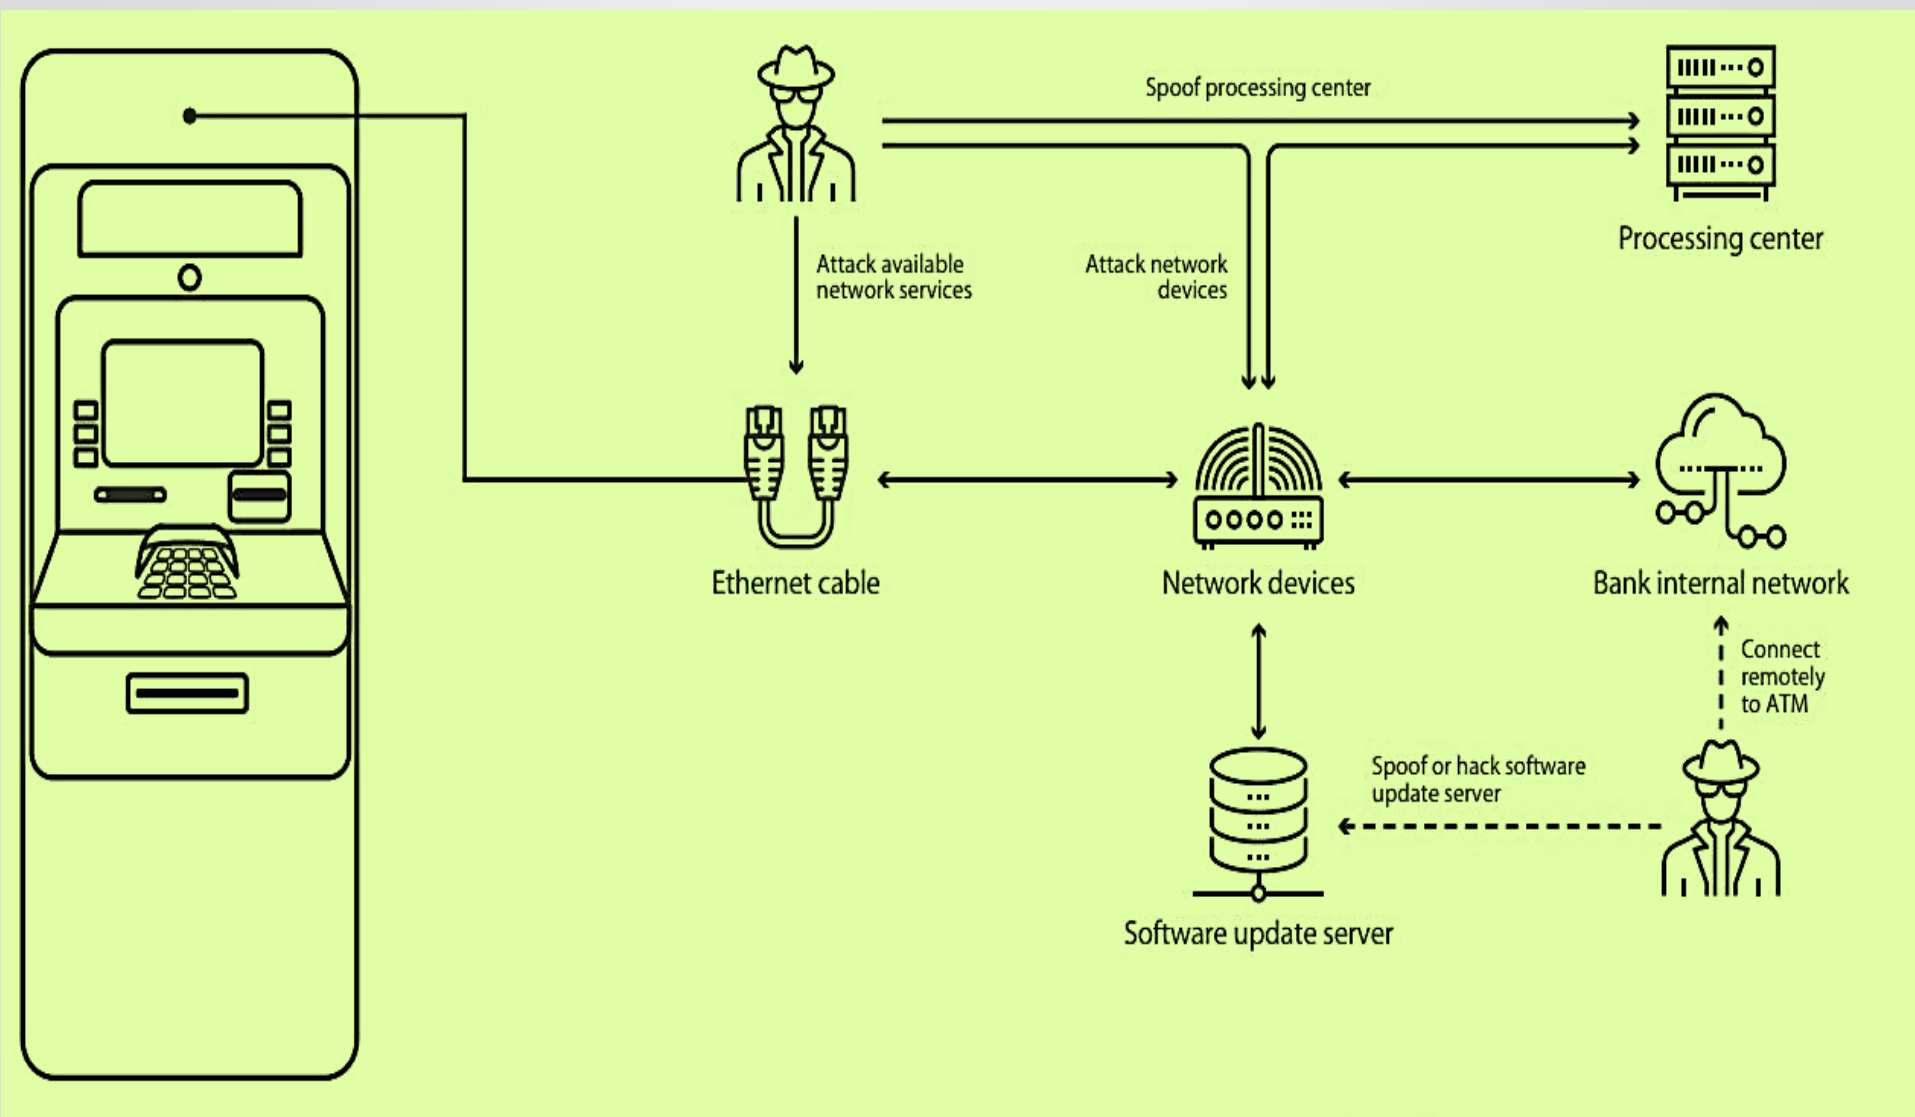 Spoof processing center
Processing center
Attack available
network services
Attack network
devices
Ethernet cable
Network devices
Bank internal network
Connect
remotely
to ATM
Spoof or hack software
update server
Software update server